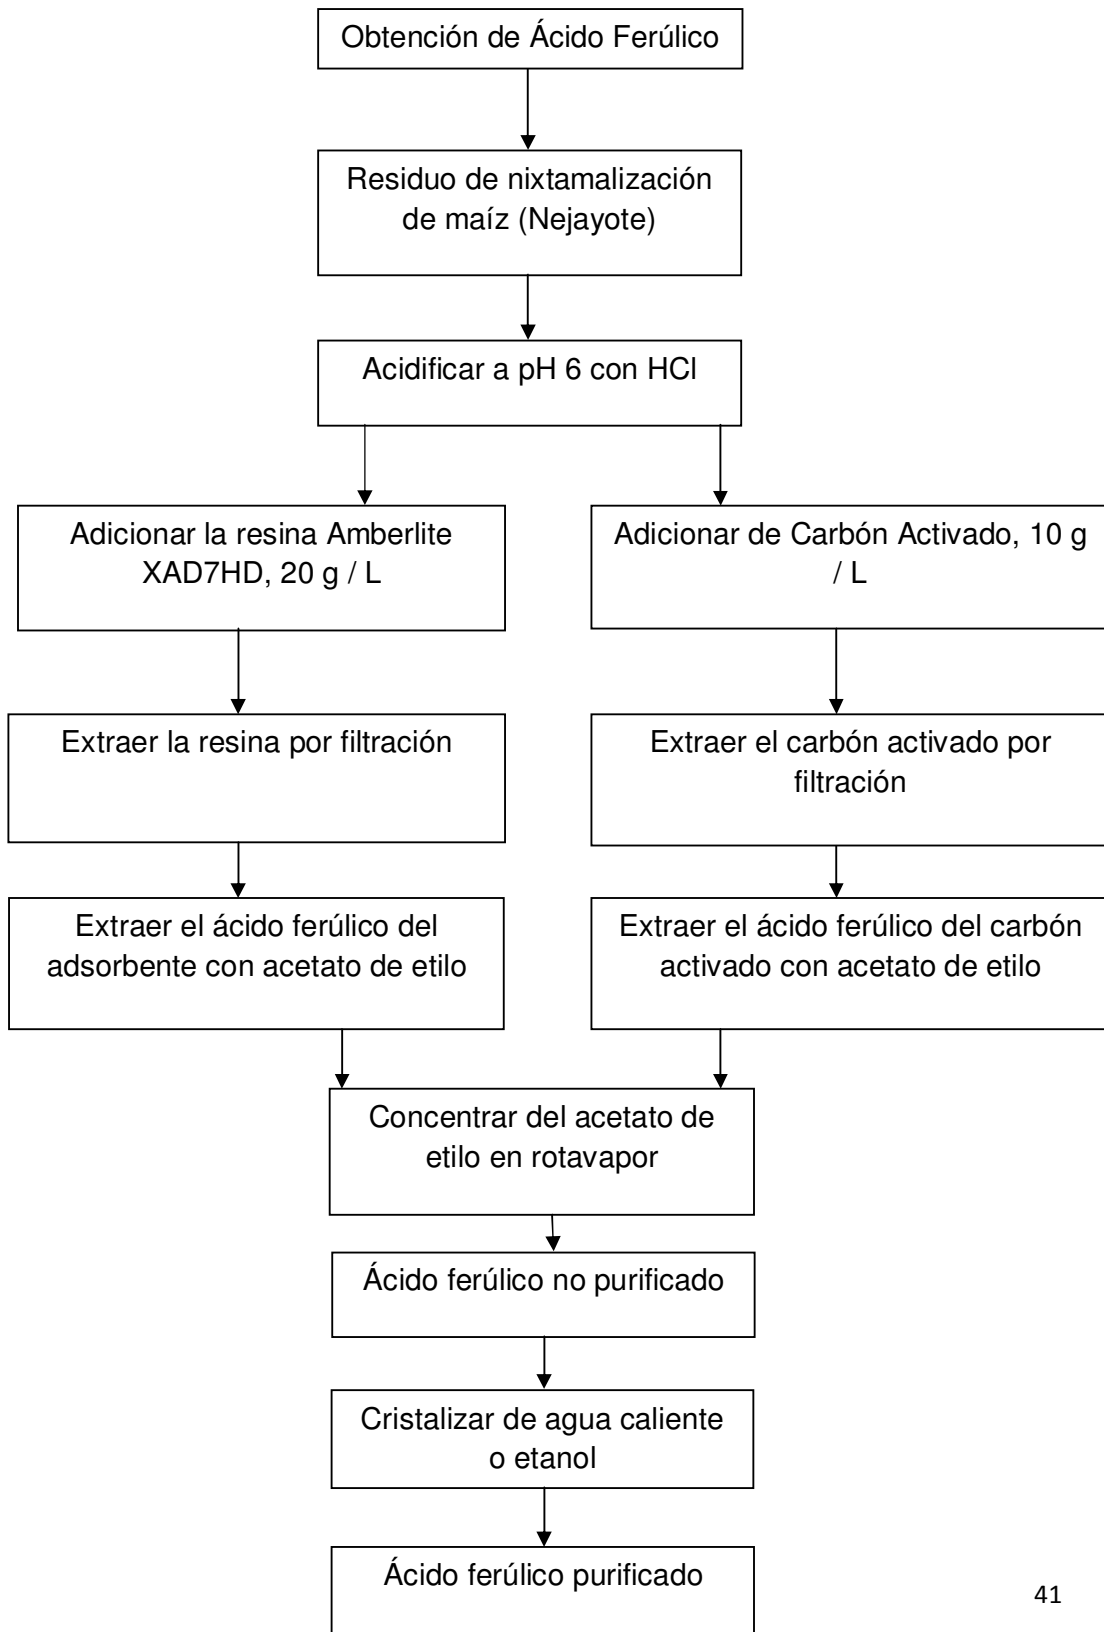 Obtención de Ácido Ferúlico
Residuo de nixtamalización
de maíz (Nejayote)
Acidificar a pH 6 con HCl
Adicionar la resina Amberlite
XAD7HD, 20 g / L
Adicionar de Carbón Activado, 10 g
/ L
Extraer la resina por filtración
Extraer el carbón activado por
filtración
Extraer el ácido ferúlico del
adsorbente con acetato de etilo
Extraer el ácido ferúlico del carbón
activado con acetato de etilo
Concentrar del acetato de
etilo en rotavapor
Ácido ferúlico no purificado
Cristalizar de agua caliente
o etanol
Ácido ferúlico purificado
41